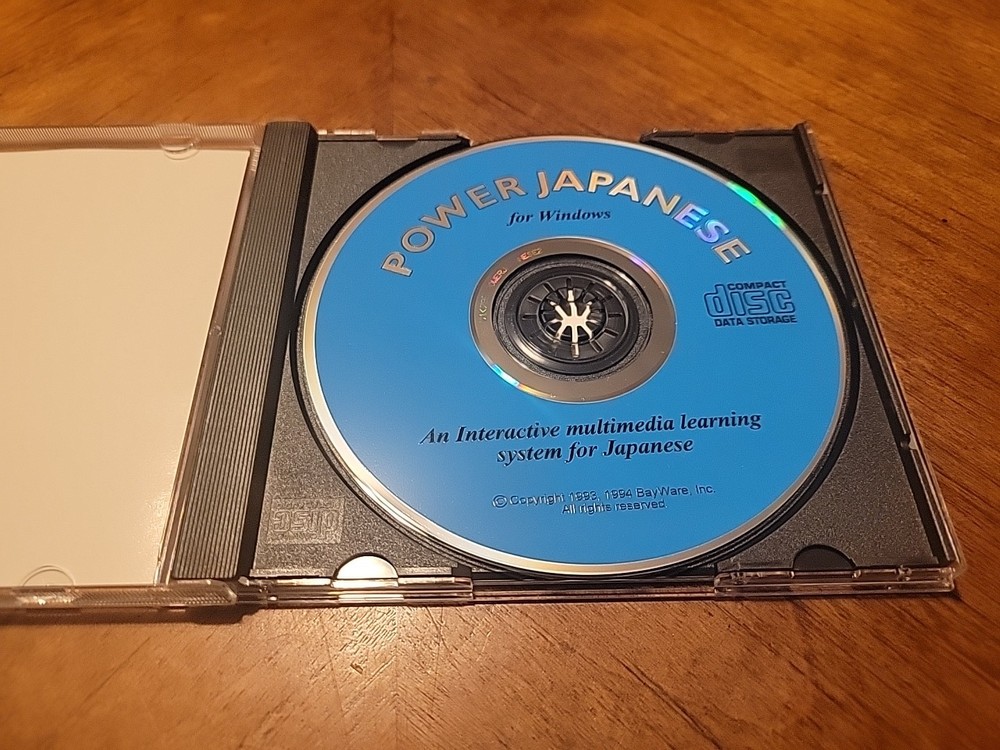 POWER JAPANESE
for Windows
COMPACT
disc
DATA STORAGE
An Interactive multimedia learning
system for Japanese
© Copyright 1993, 1994 BayWare, Inc.
All rights reserved.
disc